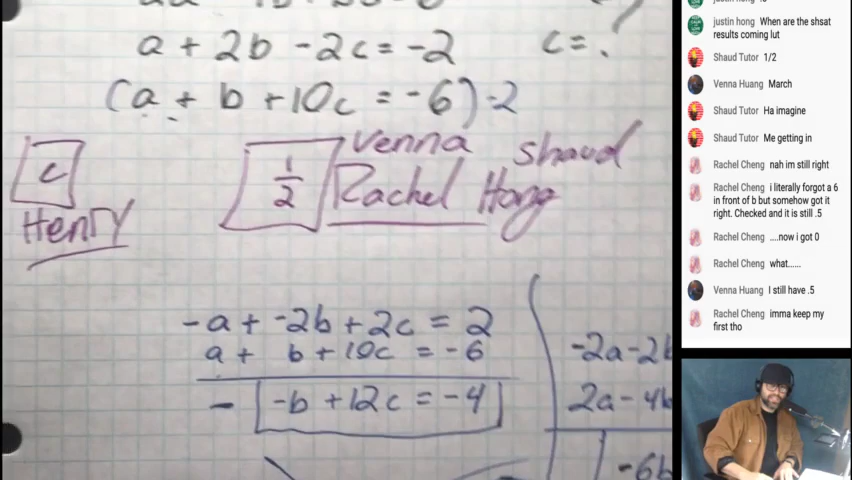 a + 2b - 2c = -2
c = ?
(a + b + 10c = -6) -2
c
Henry
1/2
Venna
Shaud
Rachel
Hong
-a + -2b + 2c = 2
a + b + 10c = -6
- -b + 12c = -4
-2a - 2b
2a - 4b
-6b
justin hong When are the shsat
results coming lut
Shaud Tutor 1/2
Venna Huang March
Shaud Tutor Ha imagine
Shaud Tutor Me getting in
Rachel Cheng nah im still right
Rachel Cheng i literally forgot a 6
in front of b but somehow got it
right. Checked and it is still .5
Rachel Cheng ....now i got 0
Rachel Cheng what......
Venna Huang I still have .5
Rachel Cheng imma keep my
first tho